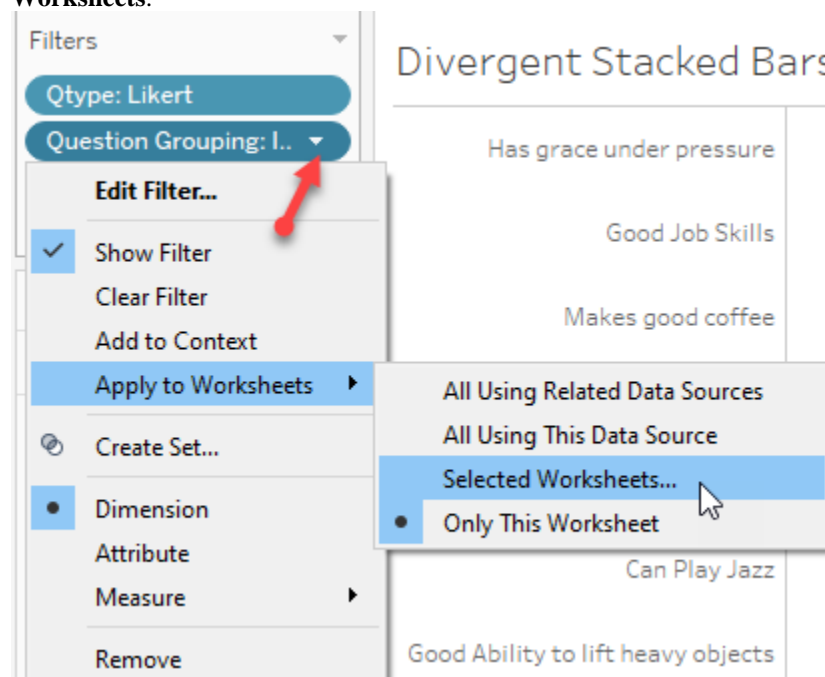 Worksheets.
Filters
Divergent Stacked Bars
Qtype: Likert
Question Grouping: I..
Has grace under pressure
Edit Filter...
Good Job Skills
Show Filter
Clear Filter
Makes good coffee
Add to Context
Apply to Worksheets
All Using Related Data Sources
All Using This Data Source
Create Set...
Selected Worksheets...
Dimension
Only This Worksheet
Attribute
Can Play Jazz
Measure
Remove
Good Ability to lift heavy objects